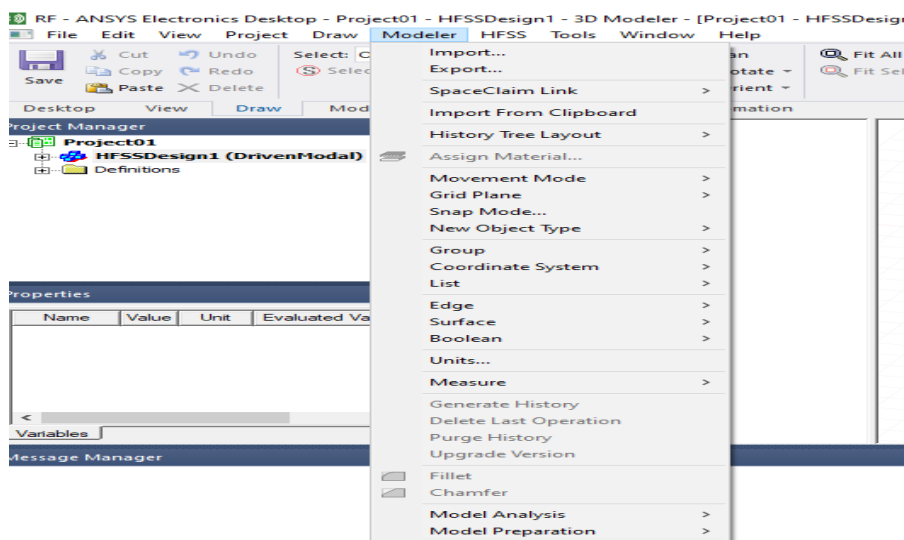 RF - ANSYS Electronics Desktop - Project01 - HFSSDesign1 - 3D Modeler - [Project01 - HFSSDesign
File Edit View Project Draw Modeler HFSS Tools Window Help
Save
Cut Undo Select:
Copy Redo
Paste Delete
Fit All
Desktop View Draw
Project Manager
Project01
HFSSDesign1 (DrivenModal)
Definitions
Properties
Name Value Unit
Variables
Message Manager
Import...
Export...
SpaceClaim Link >
Import From Clipboard
History Tree Layout >
Assign Material...
Movement Mode >
Grid Plane >
Snap Mode...
New Object Type >
Group >
Coordinate System >
List >
Edge >
Surface >
Boolean >
Units...
Measure >
Generate History
Delete Last Operation
Purge History
Upgrade Version
Fillet
Chamfer
Model Analysis >
Model Preparation >